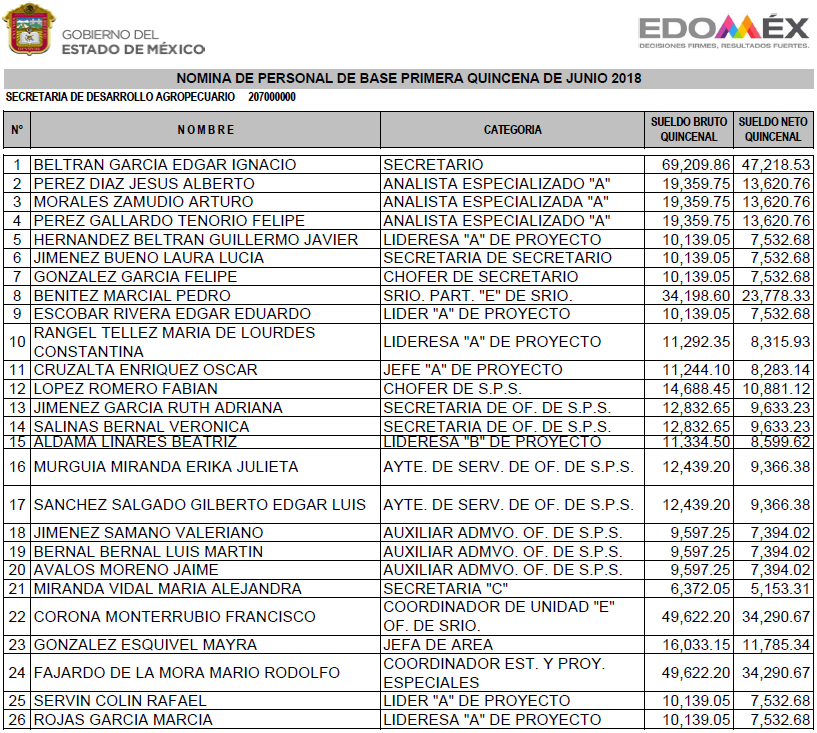 GOBIERNO DEL
ESTADO DE MÉXICO
EDOMÉX
DECISIONES FIRMES, RESULTADOS FUERTES.
NOMINA DE PERSONAL DE BASE PRIMERA QUINCENA DE JUNIO 2018
SECRETARIA DE DESARROLLO AGROPECUARIO 207000000
N° NOMBRE CATEGORIA SUELDO BRUTO QUINCENAL SUELDO NETO QUINCENAL
1 BELTRAN GARCIA EDGAR IGNACIO SECRETARIO 69,209.86 47,218.53
2 PEREZ DIAZ JESUS ALBERTO ANALISTA ESPECIALIZADO "A" 19,359.75 13,620.76
3 MORALES ZAMUDIO ARTURO ANALISTA ESPECIALIZADA "A" 19,359.75 13,620.76
4 PEREZ GALLARDO TENORIO FELIPE ANALISTA ESPECIALIZADO "A" 19,359.75 13,620.76
5 HERNANDEZ BELTRAN GUILLERMO JAVIER LIDERESA "A" DE PROYECTO 10,139.05 7,532.68
6 JIMENEZ BUENO LAURA LUCIA SECRETARIA DE SECRETARIO 10,139.05 7,532.68
7 GONZALEZ GARCIA FELIPE CHOFER DE SECRETARIO 10,139.05 7,532.68
8 BENITEZ MARCIAL PEDRO SRIO. PART. "E" DE SRIO. 34,198.60 23,778.33
9 ESCOBAR RIVERA EDGAR EDUARDO LIDER "A" DE PROYECTO 10,139.05 7,532.68
10 RANGEL TELLEZ MARIA DE LOURDES CONSTANTINA LIDERESA "A" DE PROYECTO 11,292.35 8,315.93
11 CRUZALTA ENRIQUEZ OSCAR JEFE "A" DE PROYECTO 11,244.10 8,283.14
12 LOPEZ ROMERO FABIAN CHOFER DE S.P.S. 14,688.45 10,881.12
13 JIMENEZ GARCIA RUTH ADRIANA SECRETARIA DE OF. DE S.P.S. 12,832.65 9,633.23
14 SALINAS BERNAL VERONICA SECRETARIA DE OF. DE S.P.S. 12,832.65 9,633.23
15 ALDAMA LINARES BEATRIZ LIDERESA "B" DE PROYECTO 11,334.50 8,599.62
16 MURGUIA MIRANDA ERIKA JULIETA AYTE. DE SERV. DE OF. DE S.P.S. 12,439.20 9,366.38
17 SANCHEZ SALGADO GILBERTO EDGAR LUIS AYTE. DE SERV. DE OF. DE S.P.S. 12,439.20 9,366.38
18 JIMENEZ SAMANO VALERIANO AUXILIAR ADMVO. OF. DE S.P.S. 9,597.25 7,394.02
19 BERNAL BERNAL LUIS MARTIN AUXILIAR ADMVO. OF. DE S.P.S. 9,597.25 7,394.02
20 AVALOS MORENO JAIME AUXILIAR ADMVO. OF. DE S.P.S. 9,597.25 7,394.02
21 MIRANDA VIDAL MARIA ALEJANDRA SECRETARIA "C" 6,372.05 5,153.31
22 CORONA MONTERRUBIO FRANCISCO COORDINADOR DE UNIDAD "E" OF. DE SRIO. 49,622.20 34,290.67
23 GONZALEZ ESQUIVEL MAYRA JEFA DE AREA 16,033.15 11,785.34
24 FAJARDO DE LA MORA MARIO RODOLFO COORDINADOR EST. Y PROY. ESPECIALES 49,622.20 34,290.67
25 SERVIN COLIN RAFAEL LIDER "A" DE PROYECTO 10,139.05 7,532.68
26 ROJAS GARCIA MARCIA LIDERESA "A" DE PROYECTO 10,139.05 7,532.68